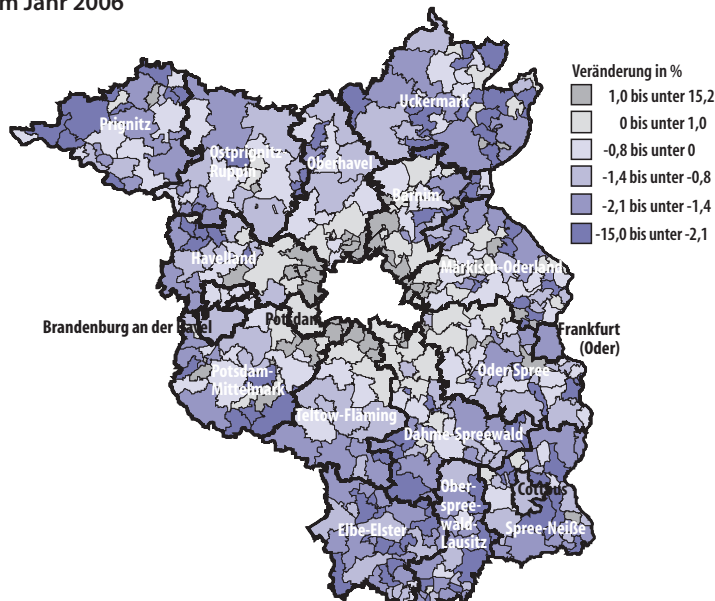 m Jahr 2006
Veränderung in %
1,0 bis unter 15,2
0 bis unter 1,0
-0,8 bis unter 0
-1,4 bis unter -0,8
-2,1 bis unter -1,4
-15,0 bis unter -2,1
Uckermark
Prignitz
Ostprignitz-
Ruppin
Oberhavel
Barnim
Havelland
Märkisch-Oderland
Potsdam
Brandenburg an der Havel
Frankfurt
(Oder)
Potsdam-
Mittelmark
Oder-Spree
Teltow-Fläming
Dahme-Spreewald
Ober-
spree-
wald-
Lausitz
Cottbus
Elbe-Elster
Spree-Neiße